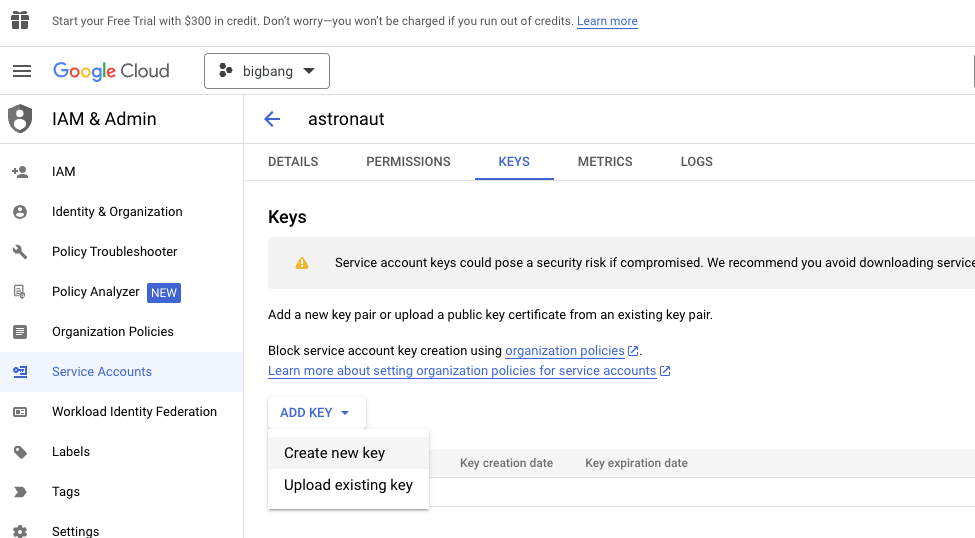 Start your Free Trial with $300 in credit. Don't worry—you won't be charged if you run out of credits. Learn more
Google Cloud
bigbang
IAM & Admin
astronaut
DETAILS PERMISSIONS KEYS METRICS LOGS
IAM
Identity & Organization
Policy Troubleshooter
Policy Analyzer NEW
Organization Policies
Service Accounts
Workload Identity Federation
Labels
Tags
Settings
Keys
Service account keys could pose a security risk if compromised. We recommend you avoid downloading service
Add a new key pair or upload a public key certificate from an existing key pair.
Block service account key creation using organization policies.
Learn more about setting organization policies for service accounts
ADD KEY
Create new key
Upload existing key
Key creation date Key expiration date